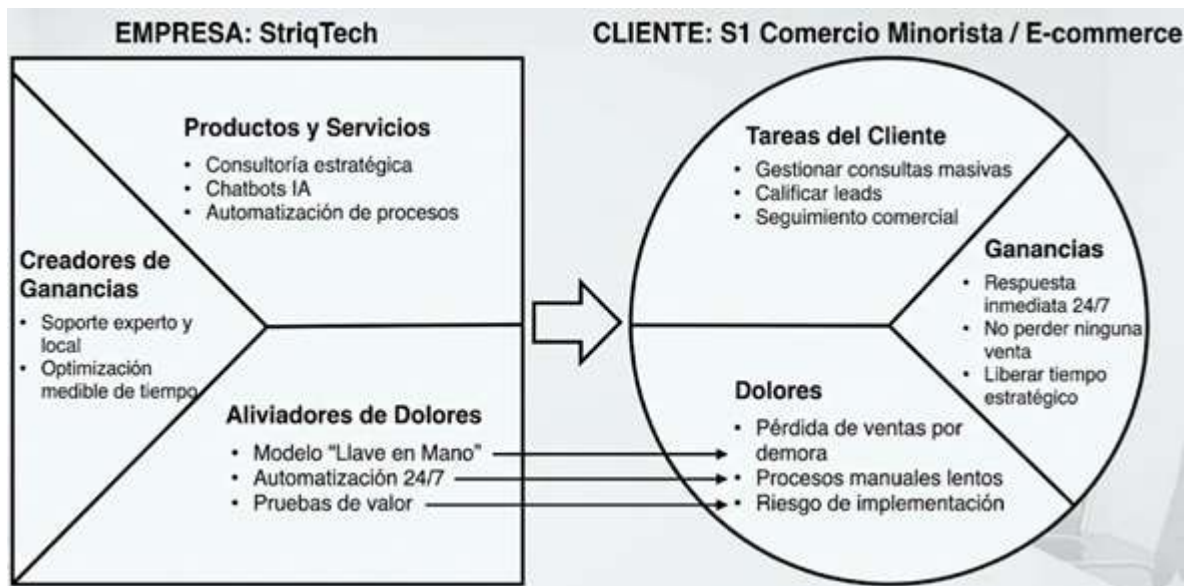 EMPRESA: StriqTech
CLIENTE: S1 Comercio Minorista / E-commerce
Productos y Servicios
• Consultoría estratégica
• Chatbots IA
• Automatización de procesos
Creadores de
Ganancias
• Soporte experto y
local
• Optimización
medible de tiempo
Aliviadores de Dolores
• Modelo “Llave en Mano”
• Automatización 24/7
• Pruebas de valor
Tareas del Cliente
• Gestionar consultas masivas
• Calificar leads
• Seguimiento comercial
Ganancias
• Respuesta
inmediata 24/7
• No perder ninguna
venta
• Liberar tiempo
estratégico
Dolores
• Pérdida de ventas por
demora
• Procesos manuales lentos
• Riesgo de implementación